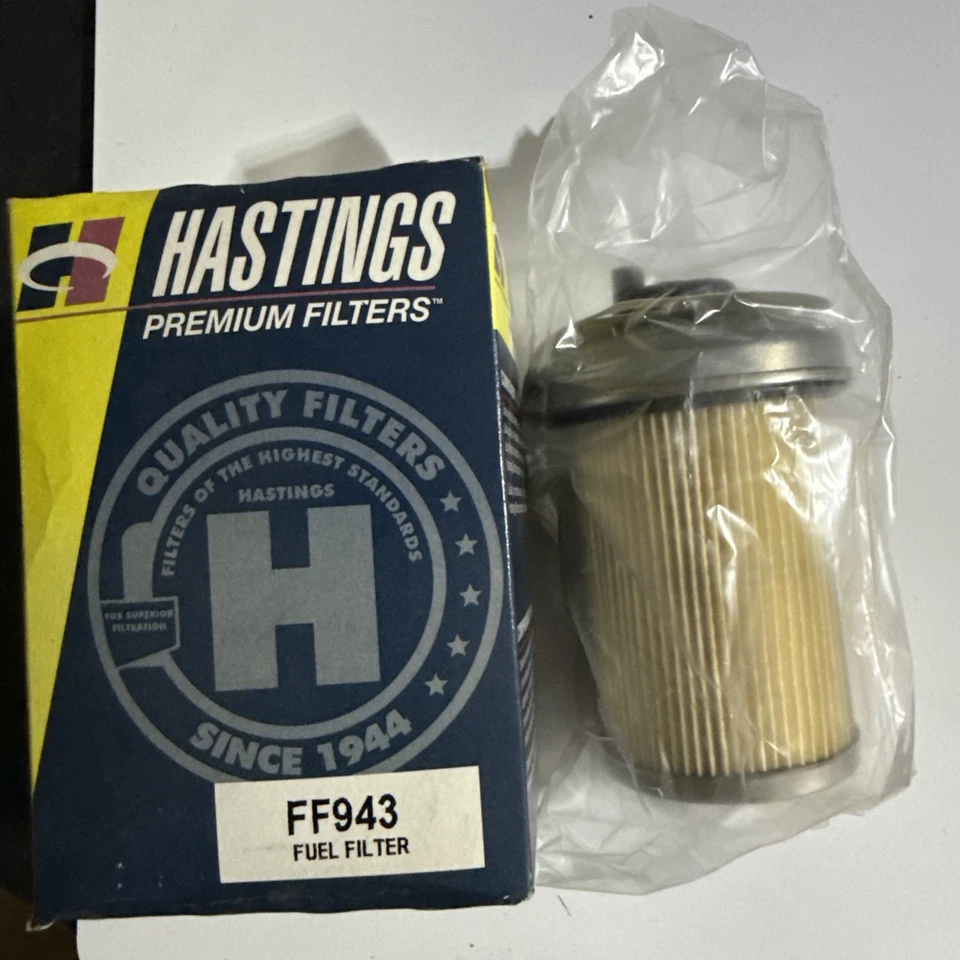 HASTINGS
PREMIUM FILTERS™
QUALITY FILTERS
FILTERS OF THE HIGHEST STANDARDS
HASTINGS
H
FOR SUPERIOR
FILTRATION
SINCE 1944
FF943
FUEL FILTER